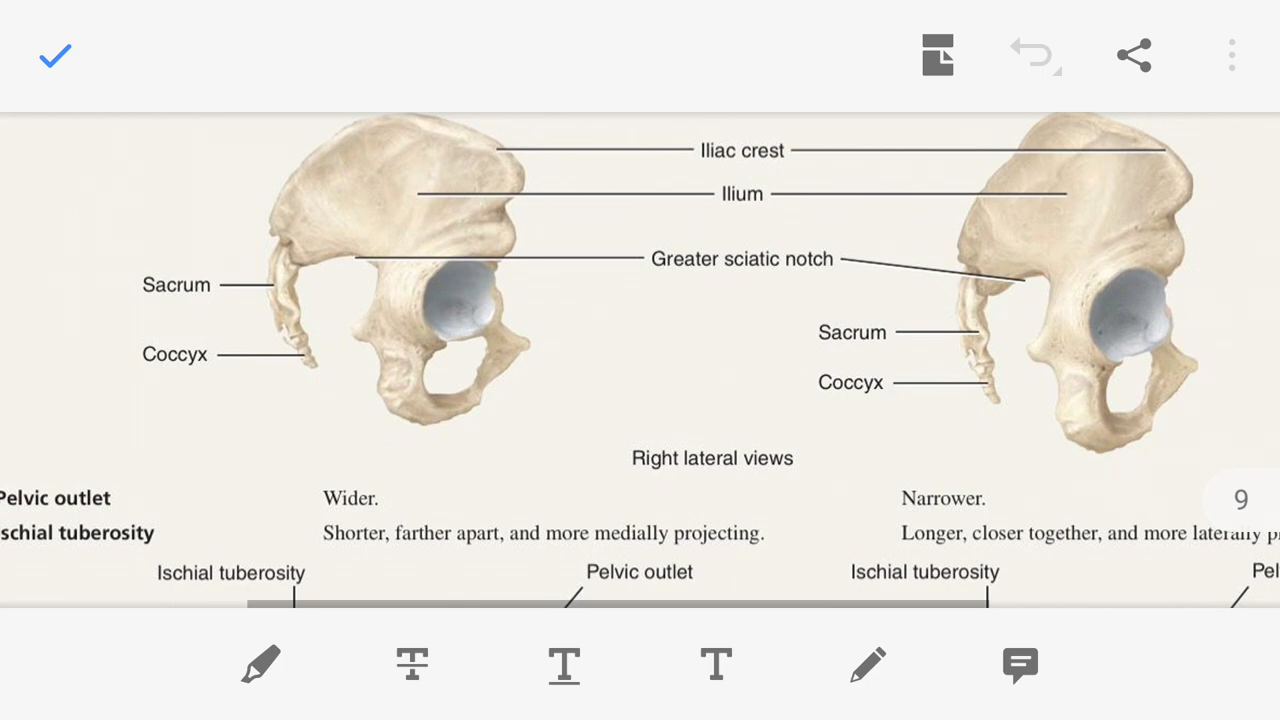 Iliac crest
Ilium
Greater sciatic notch
Sacrum
Sacrum
Coccyx
Coccyx
Right lateral views
Pelvic outlet Wider. Narrower.
9
schial tuberosity Shorter, farther apart, and more medially projecting. Longer, closer together, and more laterally p
Ischial tuberosity Pelvic outlet Ischial tuberosity Pel